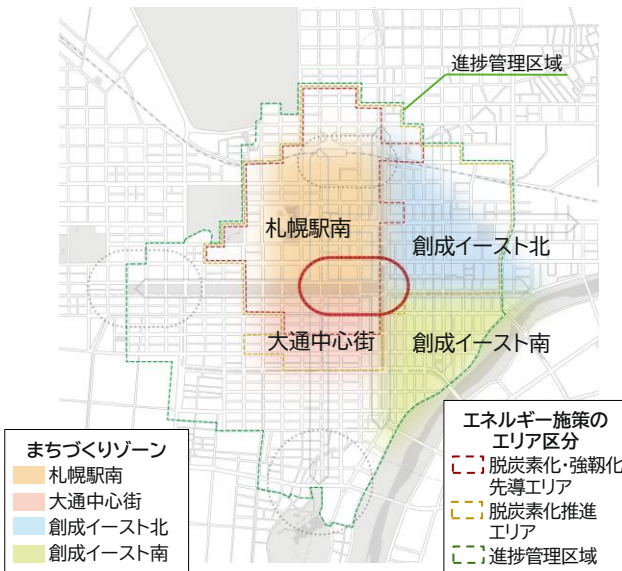 進捗管理区域
札幌駅南
創成イースト北
大通中心街
創成イースト南
まちづくりゾーン
札幌駅南
大通中心街
創成イースト北
創成イースト南
エネルギー施策の
エリア区分
脱炭素化・強靱化
先導エリア
脱炭素化推進
エリア
進捗管理区域